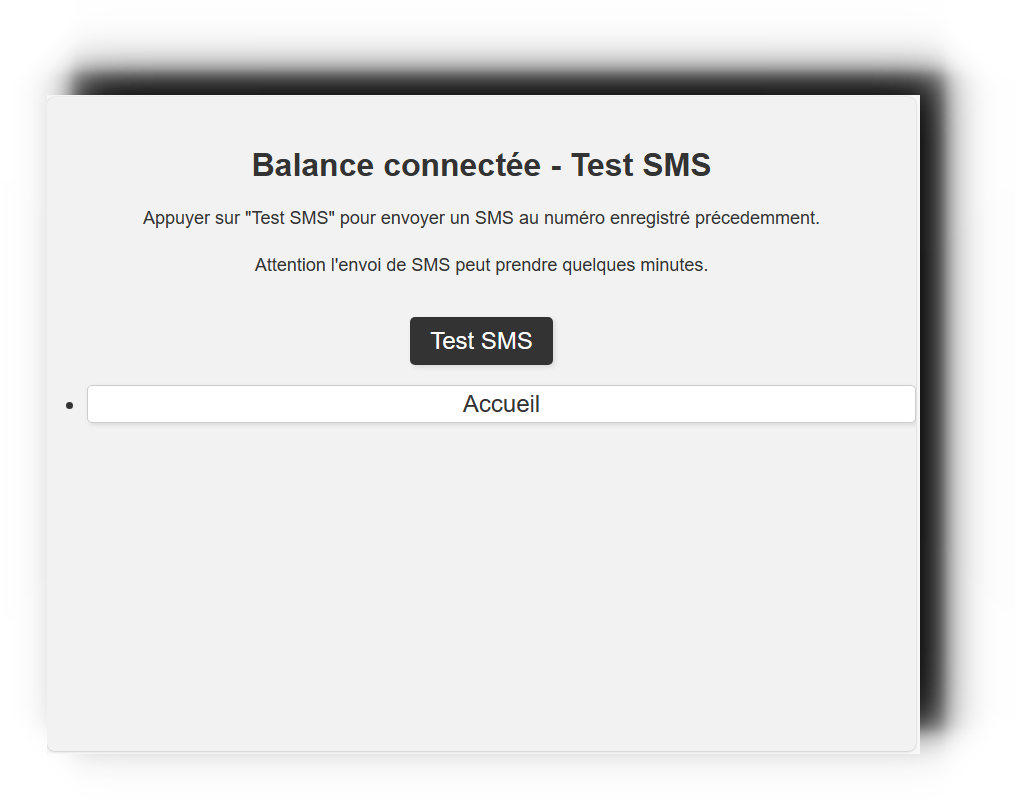 Balance connectée - Test SMS
Appuyer sur "Test SMS" pour envoyer un SMS au numéro enregistré précedemment.
Attention l'envoi de SMS peut prendre quelques minutes.
Test SMS
Accueil